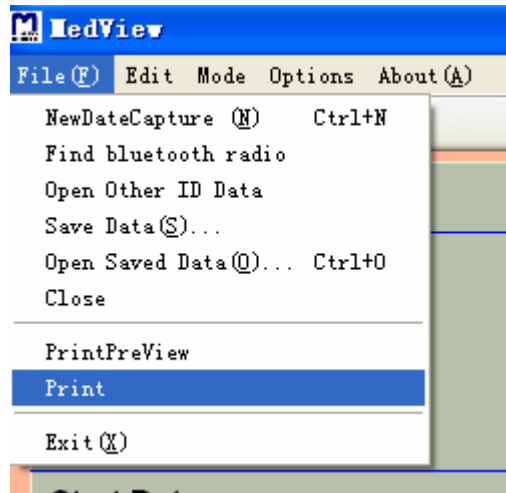 MedView
File(F) Edit Mode Options About(A)
NewDateCapture (N) Ctrl+N
Find bluetooth radio
Open Other ID Data
Save Data(S)...
Open Saved Data(O)... Ctrl+O
Close
PrintPreView
Print
Exit(X)